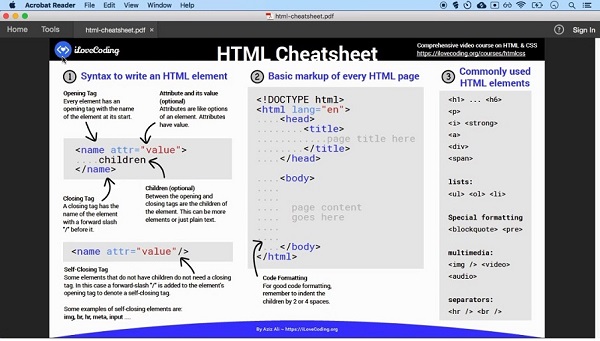 Acrobat Reader File Edit View Window Help
html-cheatsheet.pdf
Home Tools html-cheatsheet.pdf × Sign In
iLoveCoding
HTML Cheatsheet
Comprehensive video course on HTML & CSS
https://ilovecoding.org/courses/htmlcss
1 Syntax to write an HTML element
Opening Tag
Every element has an
opening tag with the name
of the element at its start.
Attribute and its value
(optional)
Attributes are like options
of an element. Attributes
have value.
<name attr="value">
....children
</name>
Closing Tag
A closing tag has the
name of the element
with a forward slash
"/" before it.
Children (optional)
Between the opening and
closing tags are the children of
the element. This can be more
elements or just plain text.
<name attr="value"/>
Self-Closing Tag
Some elements that do not have children do not need a closing
tag. In this case a forward-slash "/" is added to the element's
opening tag to denote a self-closing tag.
Some examples of self-closing elements are:
img, br, hr, meta, input ....
2 Basic markup of every HTML page
<!DOCTYPE html>
<html lang="en">
....<head>
........<title>
............page title here
........</title>
....</head>
....<body>
....
....
.... page content
.... goes here
....
....
....</body>
</html>
Code Formatting
For good code formatting,
remember to indent the
children by 2 or 4 spaces.
3 Commonly used
HTML elements
<h1> ... <h6>
<p>
<i> <strong>
<a>
<div>
<span>
lists:
<ul> <ol> <li>
Special formatting
<blockquote> <pre>
multimedia:
<img /> <video>
<audio>
separators:
<hr /> <br />
By Aziz Ali – https://iLoveCoding.org